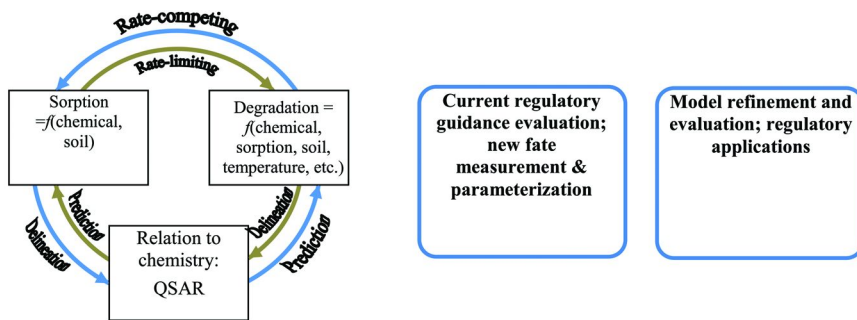 Rate-competing
Rate-limiting
Sorption
=f(chemical,
soil)
Degradation =
f(chemical,
sorption, soil,
temperature, etc.)
Prediction
Delineation
Delineation
Prediction
Relation to
chemistry:
QSAR
Current regulatory
guidance evaluation;
new fate
measurement &
parameterization
Model refinement and
evaluation; regulatory
applications